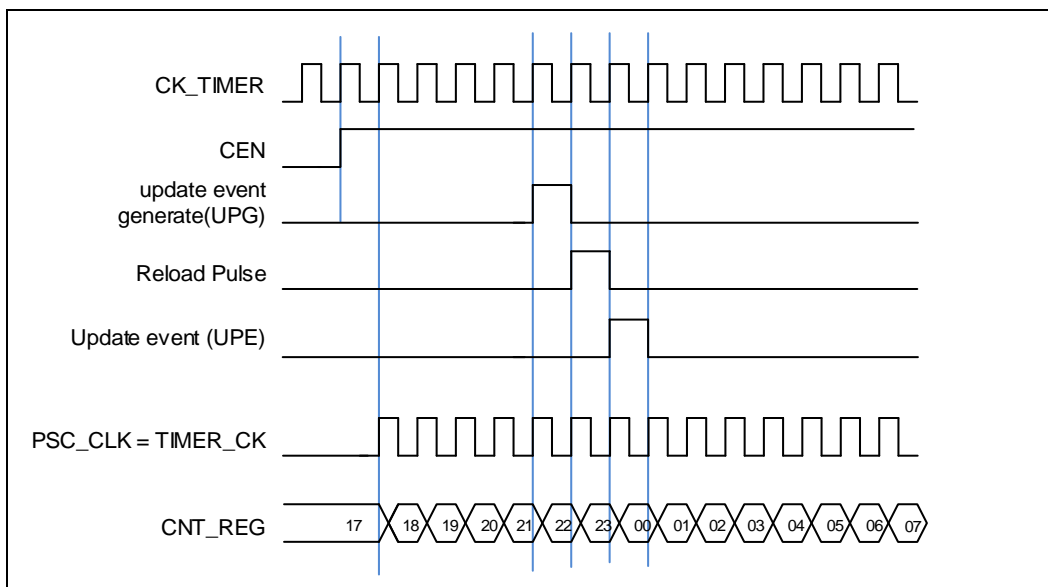 CK_TIMER
CEN
update event
generate(UPG)
Reload Pulse
Update event (UPE)
PSC_CLK = TIMER_CK
CNT_REG 17 18 19 20 21 22 23 00 01 02 03 04 05 06 07